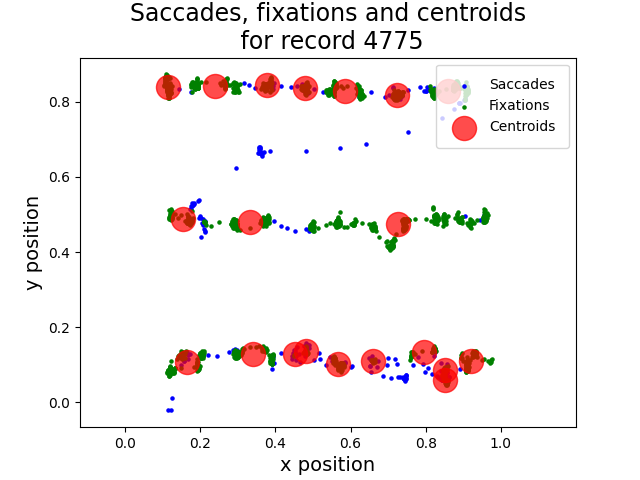 Saccades, fixations and centroids
for record 4775
Saccades
Fixations
Centroids
0.8
0.6
0.4
0.2
0.0
y position
0.0 0.2 0.4 0.6 0.8 1.0
x position